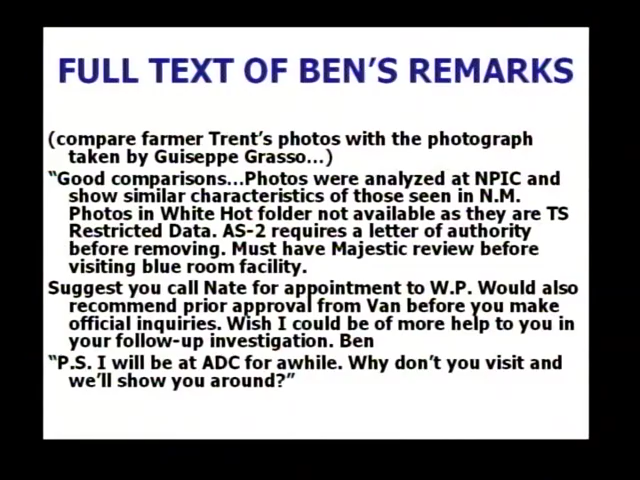 FULL TEXT OF BEN'S REMARKS
(compare farmer Trent's photos with the photograph
taken by Guiseppe Grasso...)
"Good comparisons...Photos were analyzed at NPIC and
show similar characteristics of those seen in N.M.
Photos in White Hot folder not available as they are TS
Restricted Data. AS-2 requires a letter of authority
before removing. Must have Majestic review before
visiting blue room facility.
Suggest you call Nate for appointment to W.P. Would also
recommend prior approval from Van before you make
official inquiries. Wish I could be of more help to you in
your follow-up investigation. Ben
"P.S. I will be at ADC for awhile. Why don't you visit and
we'll show you around?"